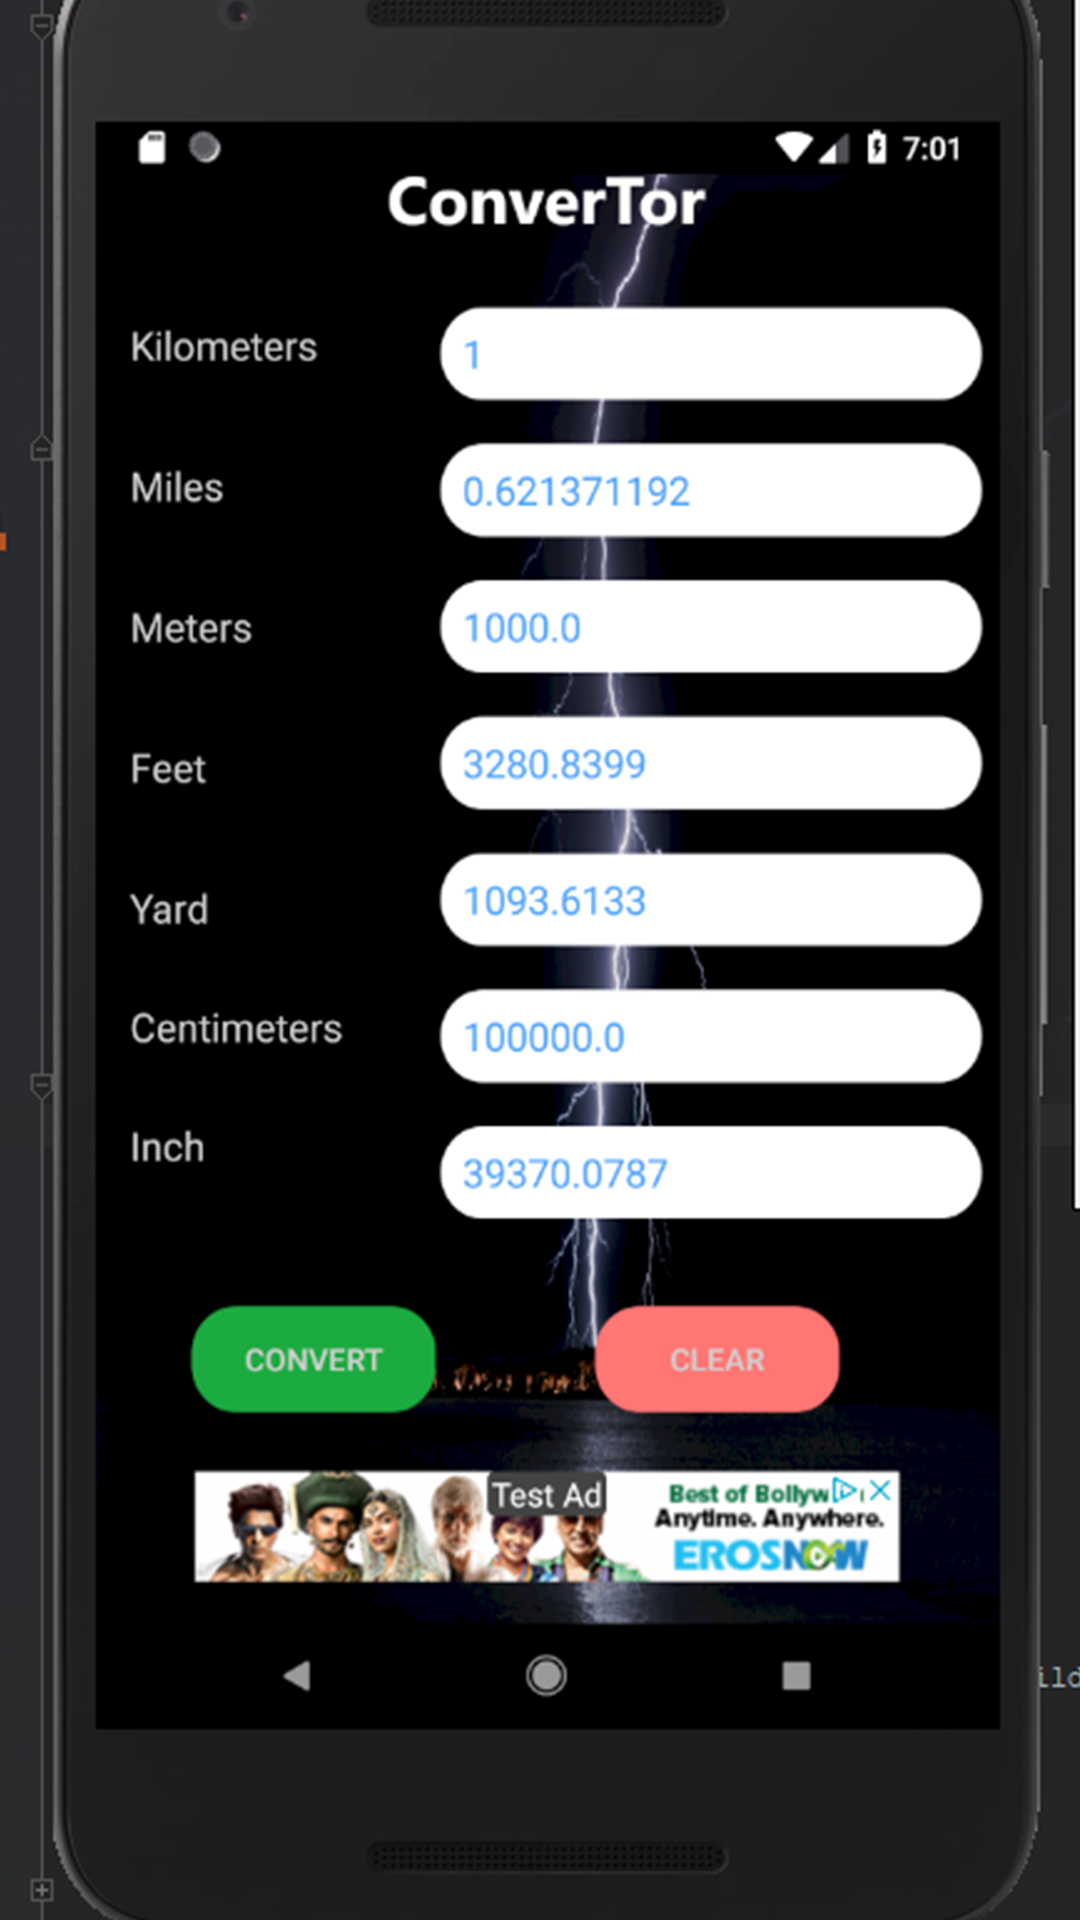 7:01
ConverTor
Kilometers
1
Miles
0.621371192
Meters
1000.0
Feet
3280.8399
Yard
1093.6133
Centimeters
100000.0
Inch
39370.0787
CONVERT
CLEAR
Test Ad
Best of Bollyw
Anytime. Anywhere.
EROSNOW
ild